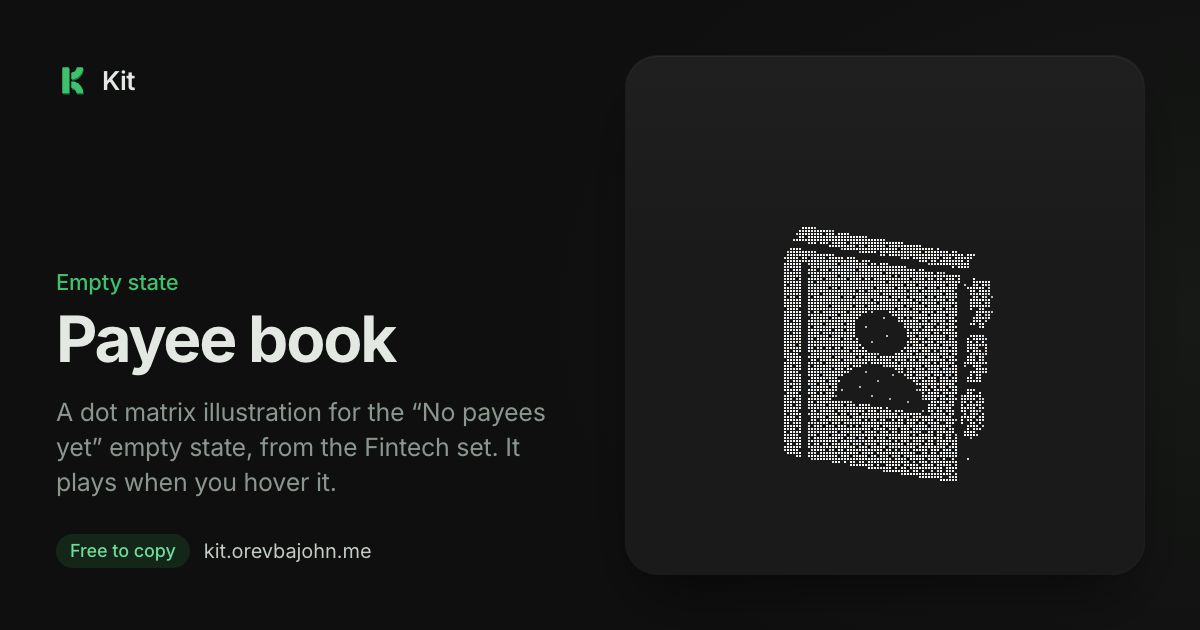 Kit
Empty state
Payee book
A dot matrix illustration for the “No payees
yet” empty state, from the Fintech set. It
plays when you hover it.
Free to copy
kit.orevbajohn.me